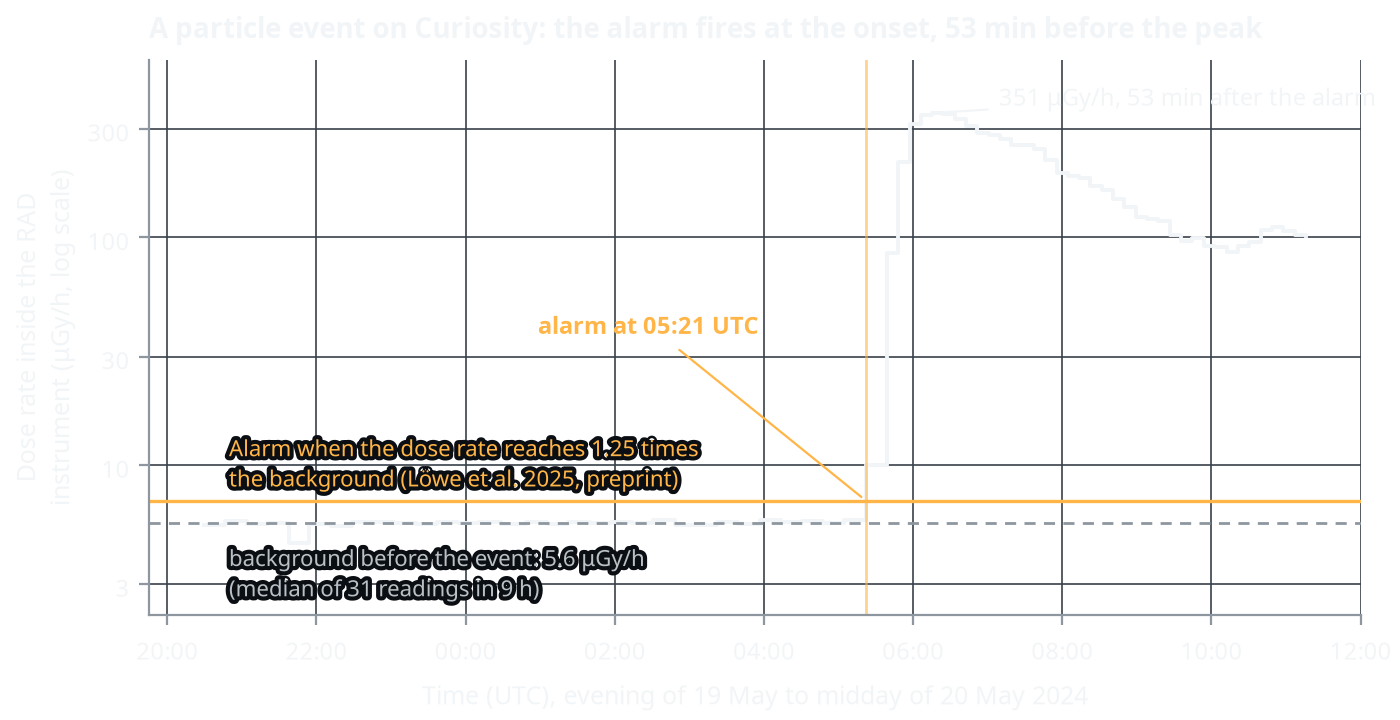 A particle event on Curiosity: the alarm fires at the onset, 53 min before the peak
351 µGy/h, 53 min after the alarm
300
100
30
10
3
Dose rate inside the RAD
instrument (µGy/h, log scale)
alarm at 05:21 UTC
Alarm when the dose rate reaches 1.25 times
the background (Löwe et al. 2025, preprint)
background before the event: 5.6 µGy/h
(median of 31 readings in 9 h)
20:00
22:00
00:00
02:00
04:00
06:00
08:00
10:00
12:00
Time (UTC), evening of 19 May to midday of 20 May 2024